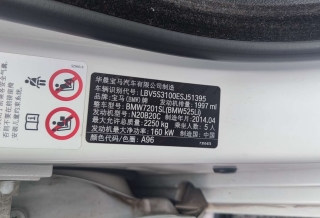 华晨宝马汽车有限公司制造
车辆识别代号: LBV5S3100ESJ51395
品牌: 宝马(BMW)牌 发动机排量: 1997 ml
整车型号: BMW7201SL(BMW525Li)
发动机型号: N20B20C 制造年月: 2014.04
最大允许总质量: 2250 kg 乘坐人数: 5 人
发动机最大净功率: 160 kW 制造国: 中国
颜色代码/色号: A96